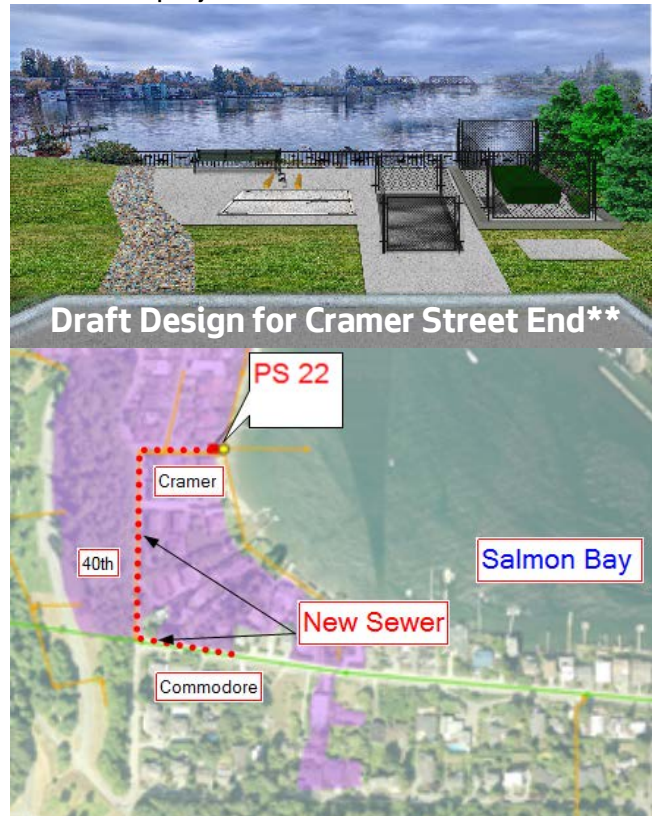 Draft Design for Cramer Street End**
PS 22
Cramer
40th
Salmon Bay
New Sewer
Commodore